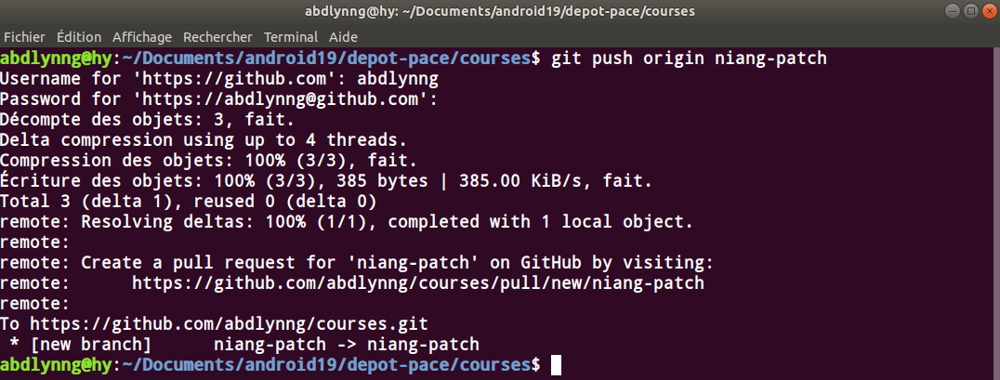 abdlynng@hy: ~/Documents/android19/depot-pace/courses
Fichier Édition Affichage Rechercher Terminal Aide
abdlynng@hy:~/Documents/android19/depot-pace/courses$ git push origin niang-patch
Username for 'https://github.com': abdlynng
Password for 'https://abdlynng@github.com':
Décompte des objets: 3, fait.
Delta compression using up to 4 threads.
Compression des objets: 100% (3/3), fait.
Écriture des objets: 100% (3/3), 385 bytes | 385.00 KiB/s, fait.
Total 3 (delta 1), reused 0 (delta 0)
remote: Resolving deltas: 100% (1/1), completed with 1 local object.
remote:
remote: Create a pull request for 'niang-patch' on GitHub by visiting:
remote:      https://github.com/abdlynng/courses/pull/new/niang-patch
remote:
To https://github.com/abdlynng/courses.git
 * [new branch]      niang-patch -> niang-patch
abdlynng@hy:~/Documents/android19/depot-pace/courses$